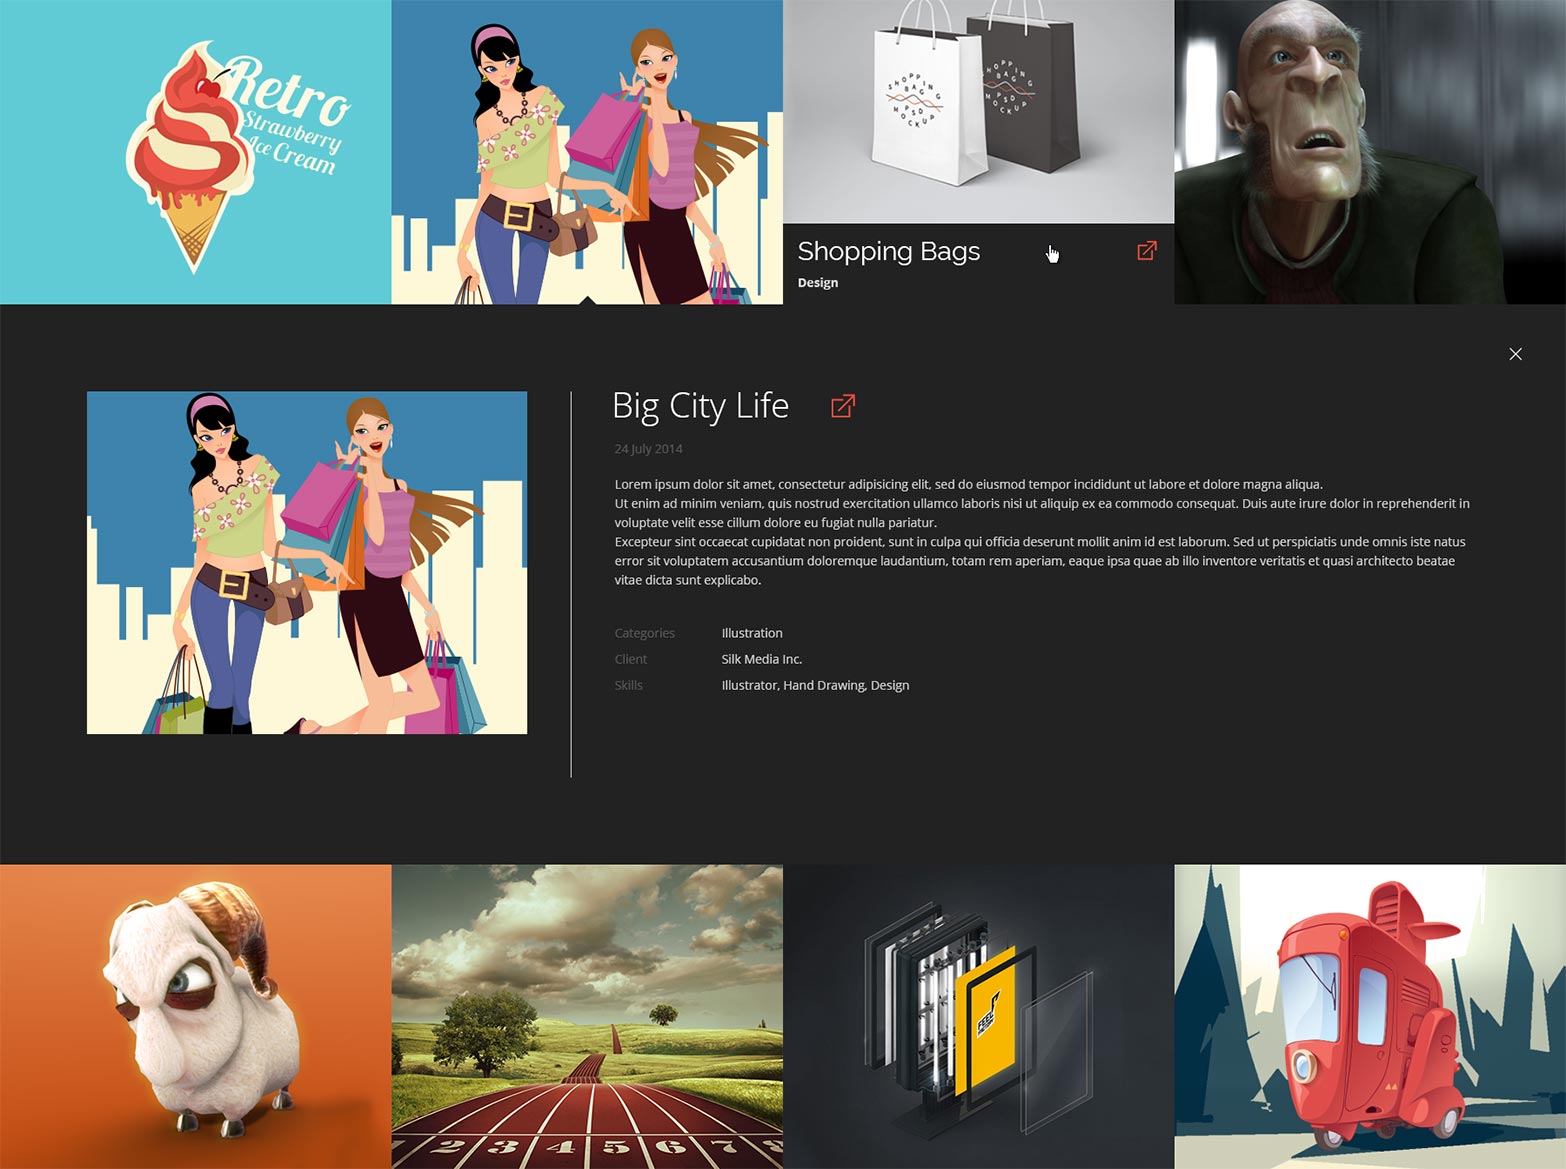 Retro
Strawberry
Ice Cream
SHOPPING
BAG
PSD
MOCKUP
SHOPPING
BAG
PSD
MOCKUP
Shopping Bags
Design
Big City Life
24 July 2014
Lorem ipsum dolor sit amet, consectetur adipisicing elit, sed do eiusmod tempor incididunt ut labore et dolore magna aliqua.
Ut enim ad minim veniam, quis nostrud exercitation ullamco laboris nisi ut aliquip ex ea commodo consequat. Duis aute irure dolor in reprehenderit in
voluptate velit esse cillum dolore eu fugiat nulla pariatur.
Excepteur sint occaecat cupidatat non proident, sunt in culpa qui officia deserunt mollit anim id est laborum. Sed ut perspiciatis unde omnis iste natus
error sit voluptatem accusantium doloremque laudantium, totam rem aperiam, eaque ipsa quae ab illo inventore veritatis et quasi architecto beatae
vitae dicta sunt explicabo.
Categories Illustration
Client Silk Media Inc.
Skills Illustrator, Hand Drawing, Design
FEEL
2 3 4 5 6 7 8